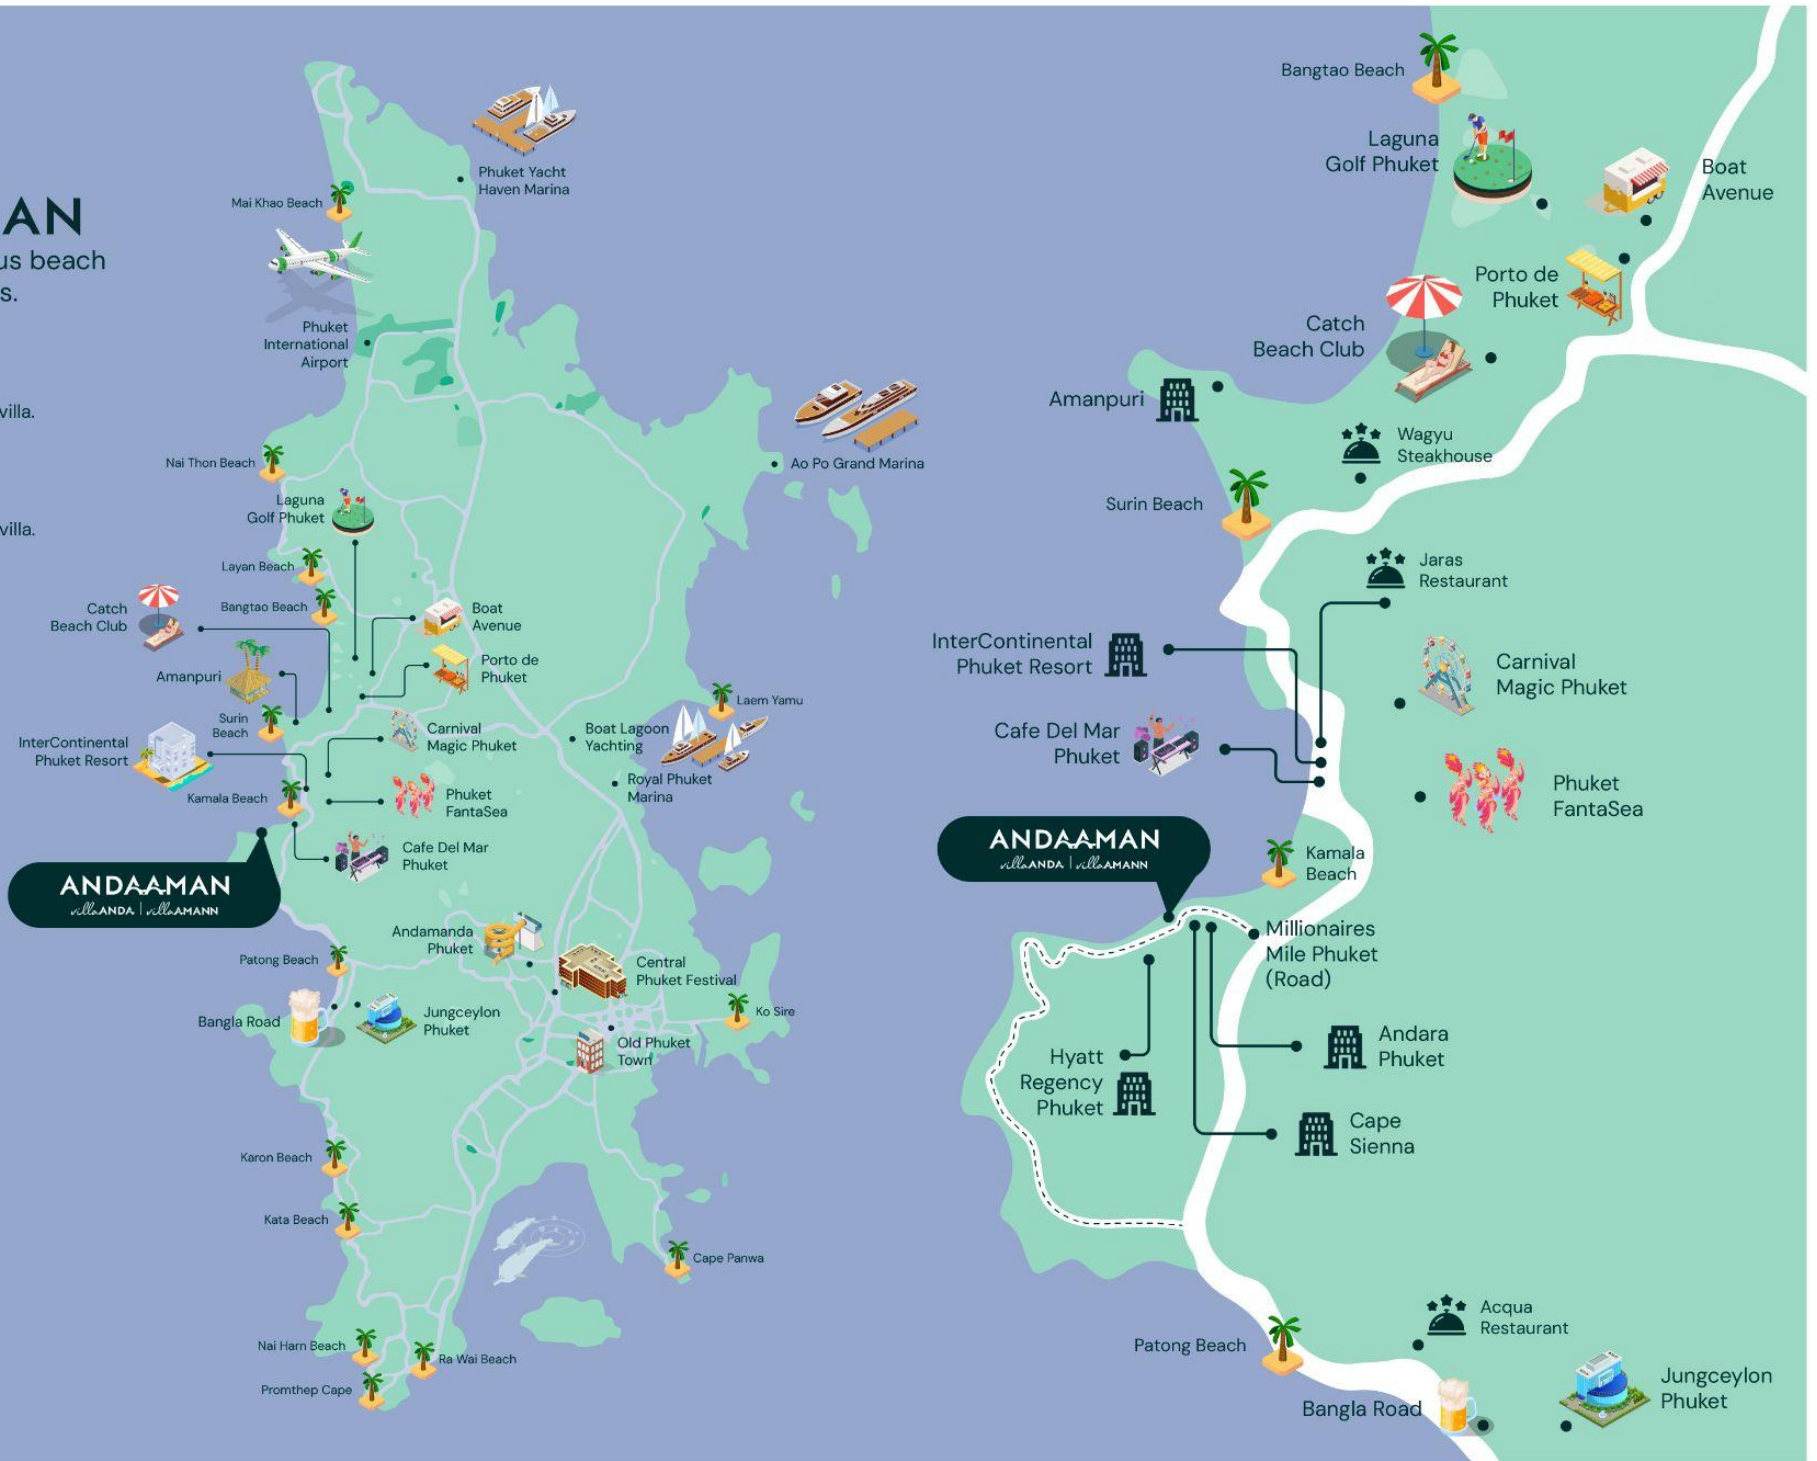 AN
us beach
s.
villa.
villa.
Phuket Yacht
Haven Marina
Mai Khao Beach
Phuket
International
Airport
Ao Po Grand Marina
Nai Thon Beach
Laguna
Golf Phuket
Layan Beach
Bangtao Beach
Catch
Beach Club
Boat
Avenue
Amanpuri
Porto de
Phuket
Laem Yamu
Surin
Beach
Carnival
Magic Phuket
Boat Lagoon
Yachting
InterContinental
Phuket Resort
Royal Phuket
Marina
Kamala Beach
Phuket
FantaSea
Cafe Del Mar
Phuket
ANDAAMAN
villaANDA | villaAMANN
Andamanda
Phuket
Patong Beach
Central
Phuket Festival
Bangla Road
Jungceylon
Phuket
Ko Sire
Old Phuket
Town
Karon Beach
Kata Beach
Cape Panwa
Nai Harn Beach
Ra Wai Beach
Promthep Cape
Bangtao Beach
Laguna
Golf Phuket
Boat
Avenue
Porto de
Phuket
Catch
Beach Club
Amanpuri
Wagyu
Steakhouse
Surin Beach
Jaras
Restaurant
InterContinental
Phuket Resort
Carnival
Magic Phuket
Cafe Del Mar
Phuket
Phuket
FantaSea
ANDAAMAN
villaANDA | villaAMANN
Kamala
Beach
Millionaires
Mile Phuket
(Road)
Andara
Phuket
Hyatt
Regency
Phuket
Cape
Sienna
Acqua
Restaurant
Patong Beach
Jungceylon
Phuket
Bangla Road